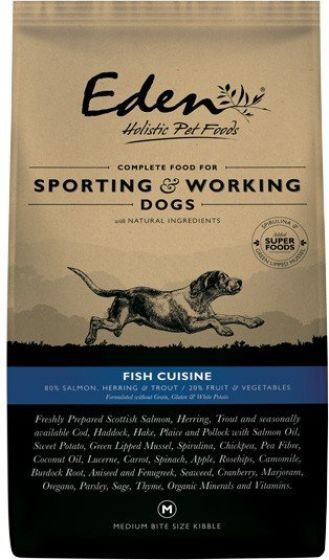 Eden
Holistic Pet Foods
COMPLETE FOOD FOR
SPORTING & WORKING
DOGS
with NATURAL INGREDIENTS
SPIRULINA &
Added
SUPER
FOODS
GREEN LIPPED MUSSEL
FISH CUISINE
80% SALMON, HERRING & TROUT / 20% FRUIT & VEGETABLES
Formulated without Grain, Gluten & White Potato
Freshly Prepared Scottish Salmon, Herring, Trout and seasonally
available Cod, Haddock, Hake, Plaice and Pollock with Salmon Oil,
Sweet Potato, Green Lipped Mussel, Spirulina, Chickpea, Pea Fibre,
Coconut Oil, Lucerne, Carrot, Spinach, Apple, Rosehips, Camomile,
Burdock Root, Aniseed and Fenugreek, Seaweed, Cranberry, Marjoram,
Oregano, Parsley, Sage, Thyme, Organic Minerals and Vitamins.
M
MEDIUM BITE SIZE KIBBLE